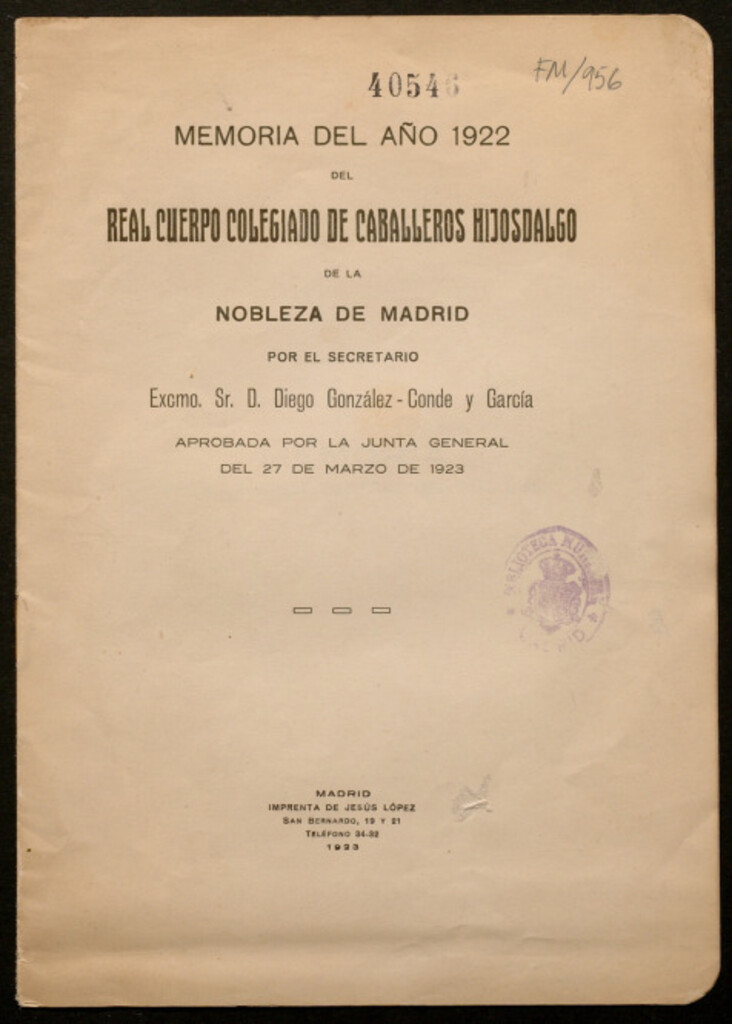 40546
FM/956
MEMORIA DEL AÑO 1922
DEL
REAL CUERPO COLEGIADO DE CABALLEROS HIJOSDALGO
DE LA
NOBLEZA DE MADRID
POR EL SECRETARIO
Excmo. Sr. D. Diego González-Conde y García
APROBADA POR LA JUNTA GENERAL
DEL 27 DE MARZO DE 1923
BIBLIOTECA
MADRID
IMPRENTA DE JESÚS LÓPEZ
SAN BERNARDO, 19 Y 21
TELÉFONO 34-32
1923